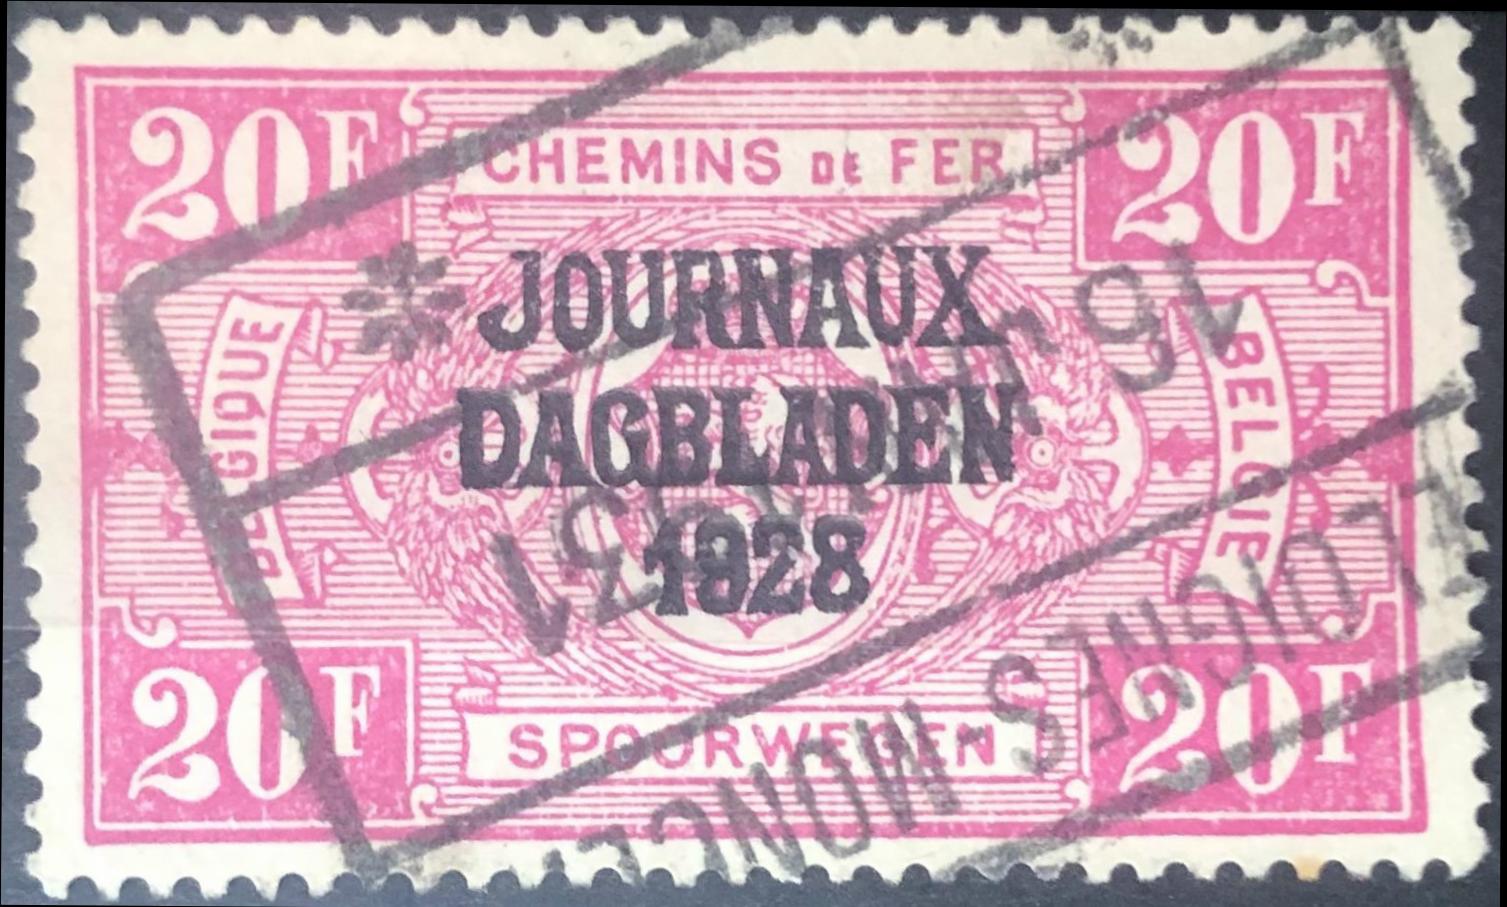 20F
CHEMINS DE FER
20F
JOURNAUX
DAGBLADEN
1928
BELGIQUE
BELGIE
20F
SPOORWEGEN
20F